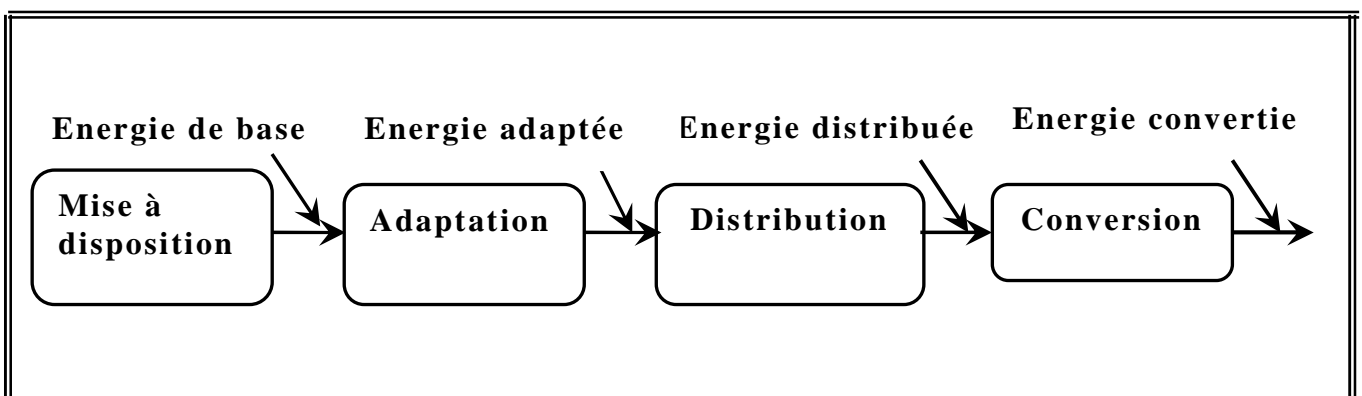 Energie de base
Energie adaptée
Energie distribuée
Energie convertie
Mise à
disposition
Adaptation
Distribution
Conversion